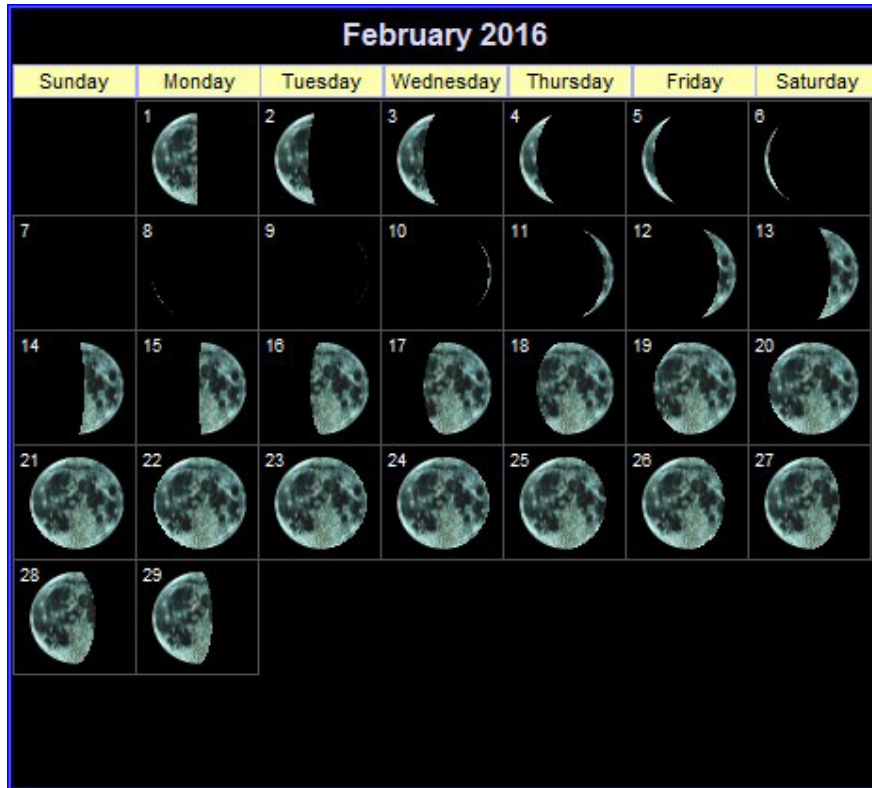 February 2016
Sunday Monday Tuesday Wednesday Thursday Friday Saturday
1 2 3 4 5 6
7 8 9 10 11 12 13
14 15 16 17 18 19 20
21 22 23 24 25 26 27
28 29